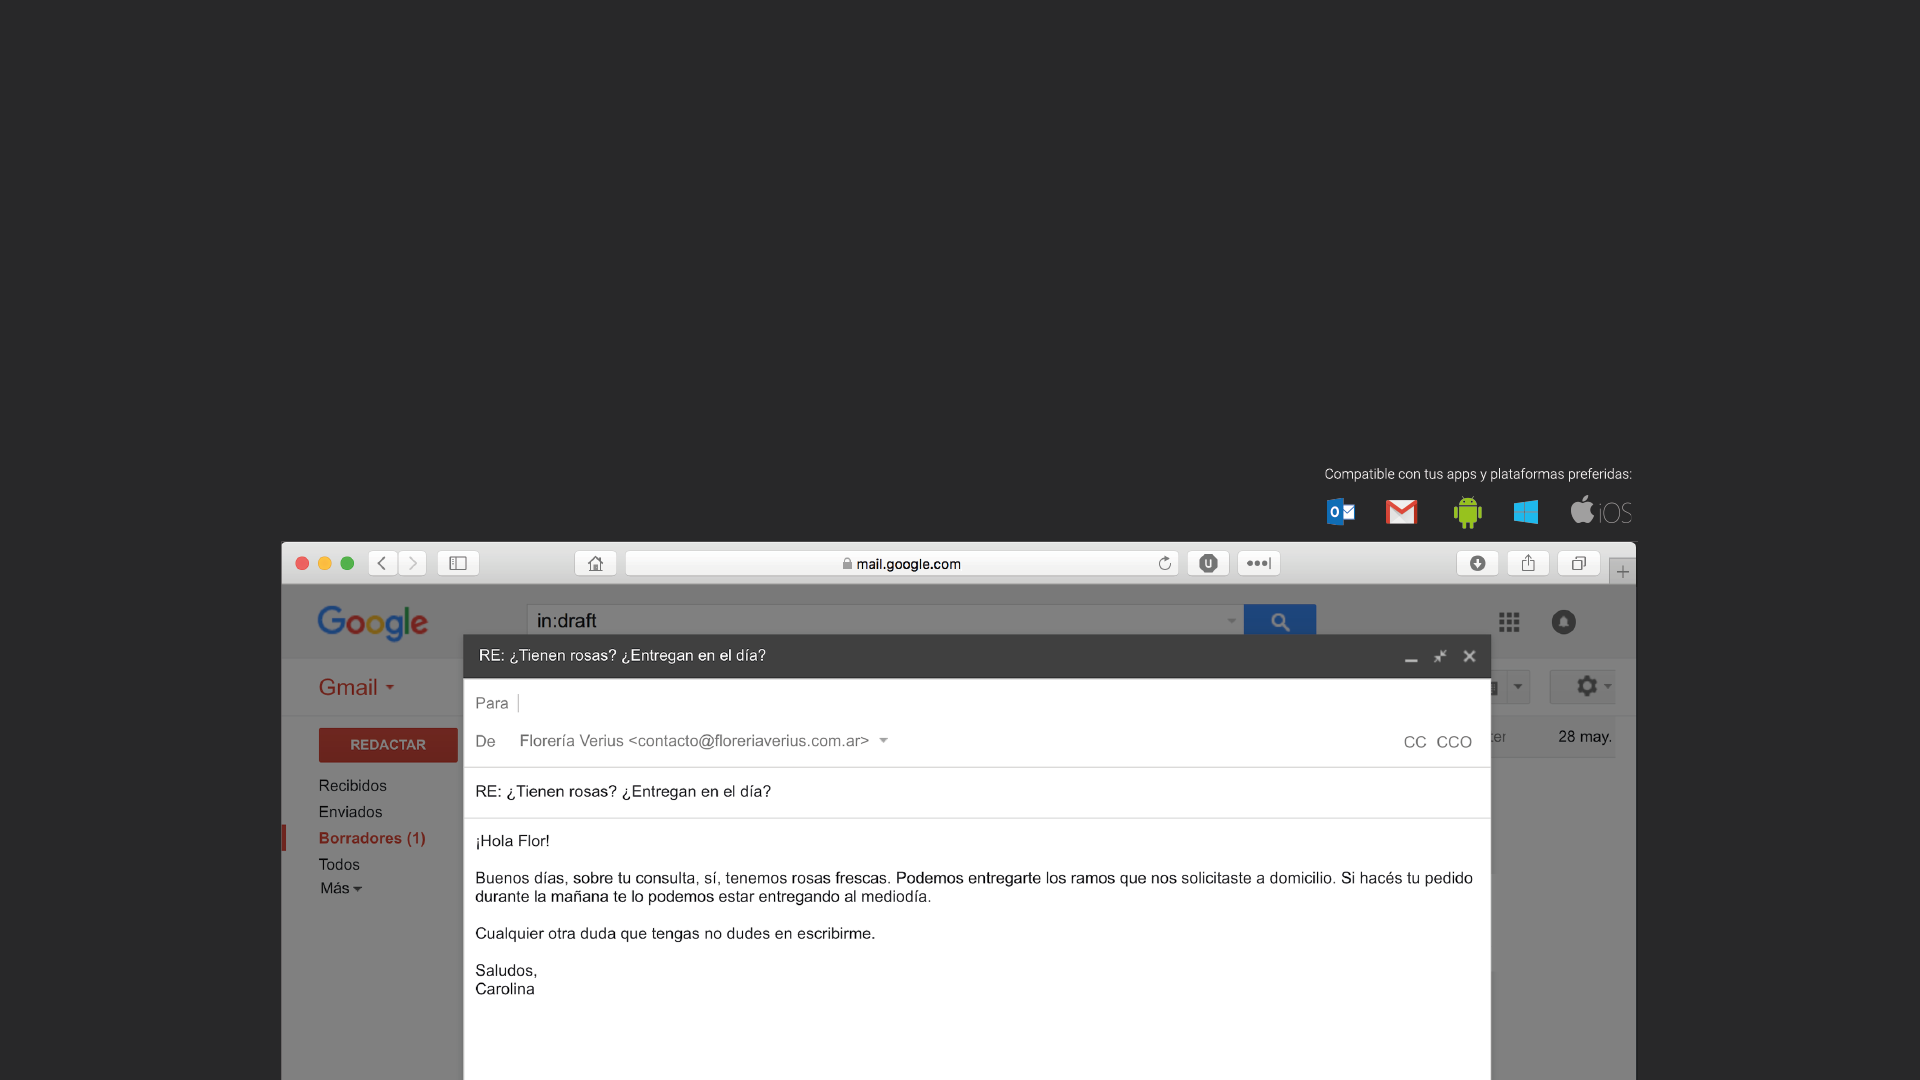 Compatible con tus apps y plataformas preferidas:
iOS
mail.google.com
Google
in:draft
RE: ¿Tienen rosas? ¿Entregan en el día?
Gmail
Para
De Florería Verius <contacto@floreriaverius.com.ar>
CC CCO
28 may.
REDACTAR
RE: ¿Tienen rosas? ¿Entregan en el día?
Recibidos
Enviados
Borradores (1)
Todos
Más
¡Hola Flor!
Buenos días, sobre tu consulta, sí, tenemos rosas frescas. Podemos entregarte los ramos que nos solicitaste a domicilio. Si hacés tu pedido
durante la mañana te lo podemos estar entregando al mediodía.
Cualquier otra duda que tengas no dudes en escribirme.
Saludos,
Carolina